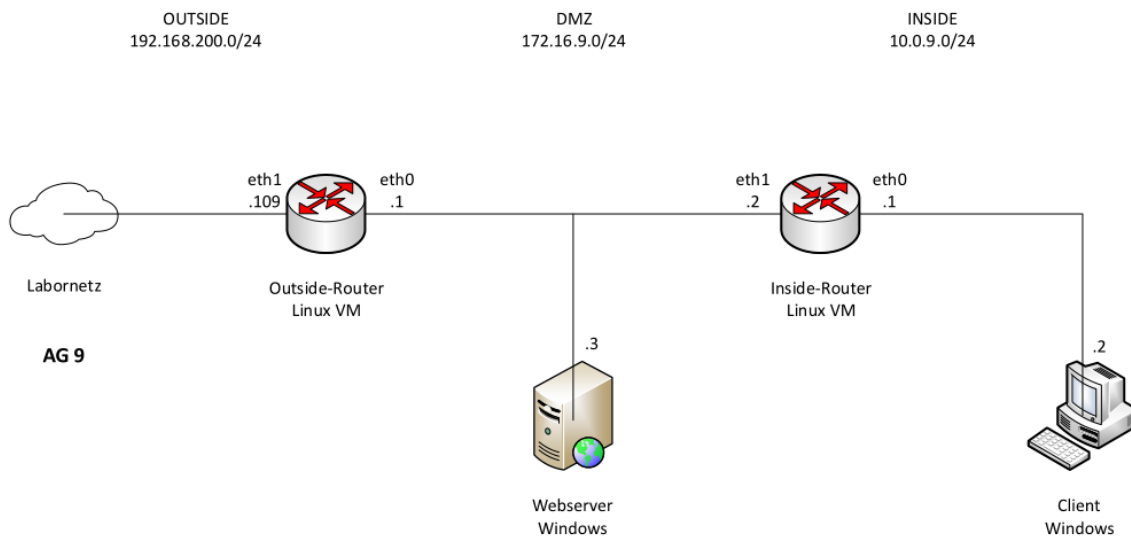 OUTSIDE
192.168.200.0/24
DMZ
172.16.9.0/24
INSIDE
10.0.9.0/24
eth1
.109
eth0
.1
eth1
.2
eth0
.1
Labornetz
Outside-Router
Linux VM
Inside-Router
Linux VM
AG 9
.3
.2
Webserver
Windows
Client
Windows